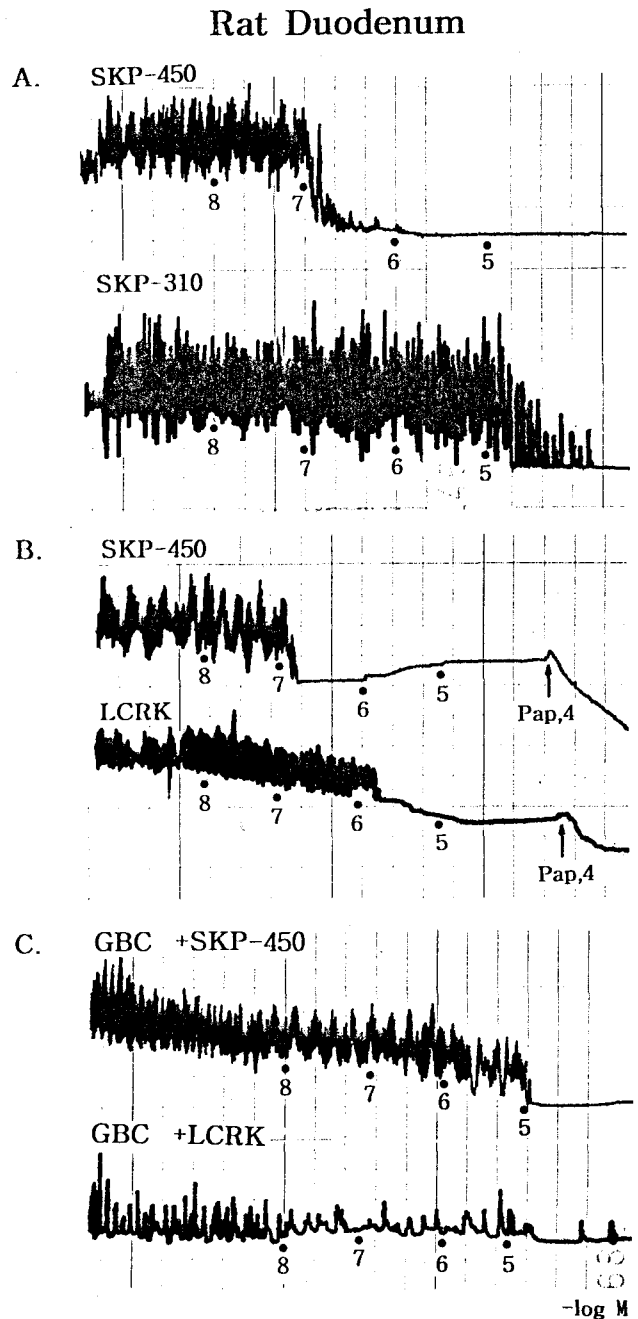 Rat Duodenum
A.
SKP-450
8
7
6
5
SKP-310
8
7
6
5
B.
SKP-450
8
7
6
5
Pap,4
LCRK
8
7
6
5
Pap,4
C.
GBC +SKP-450
8
7
6
5
GBC +LCRK
8
7
6
5
-log M